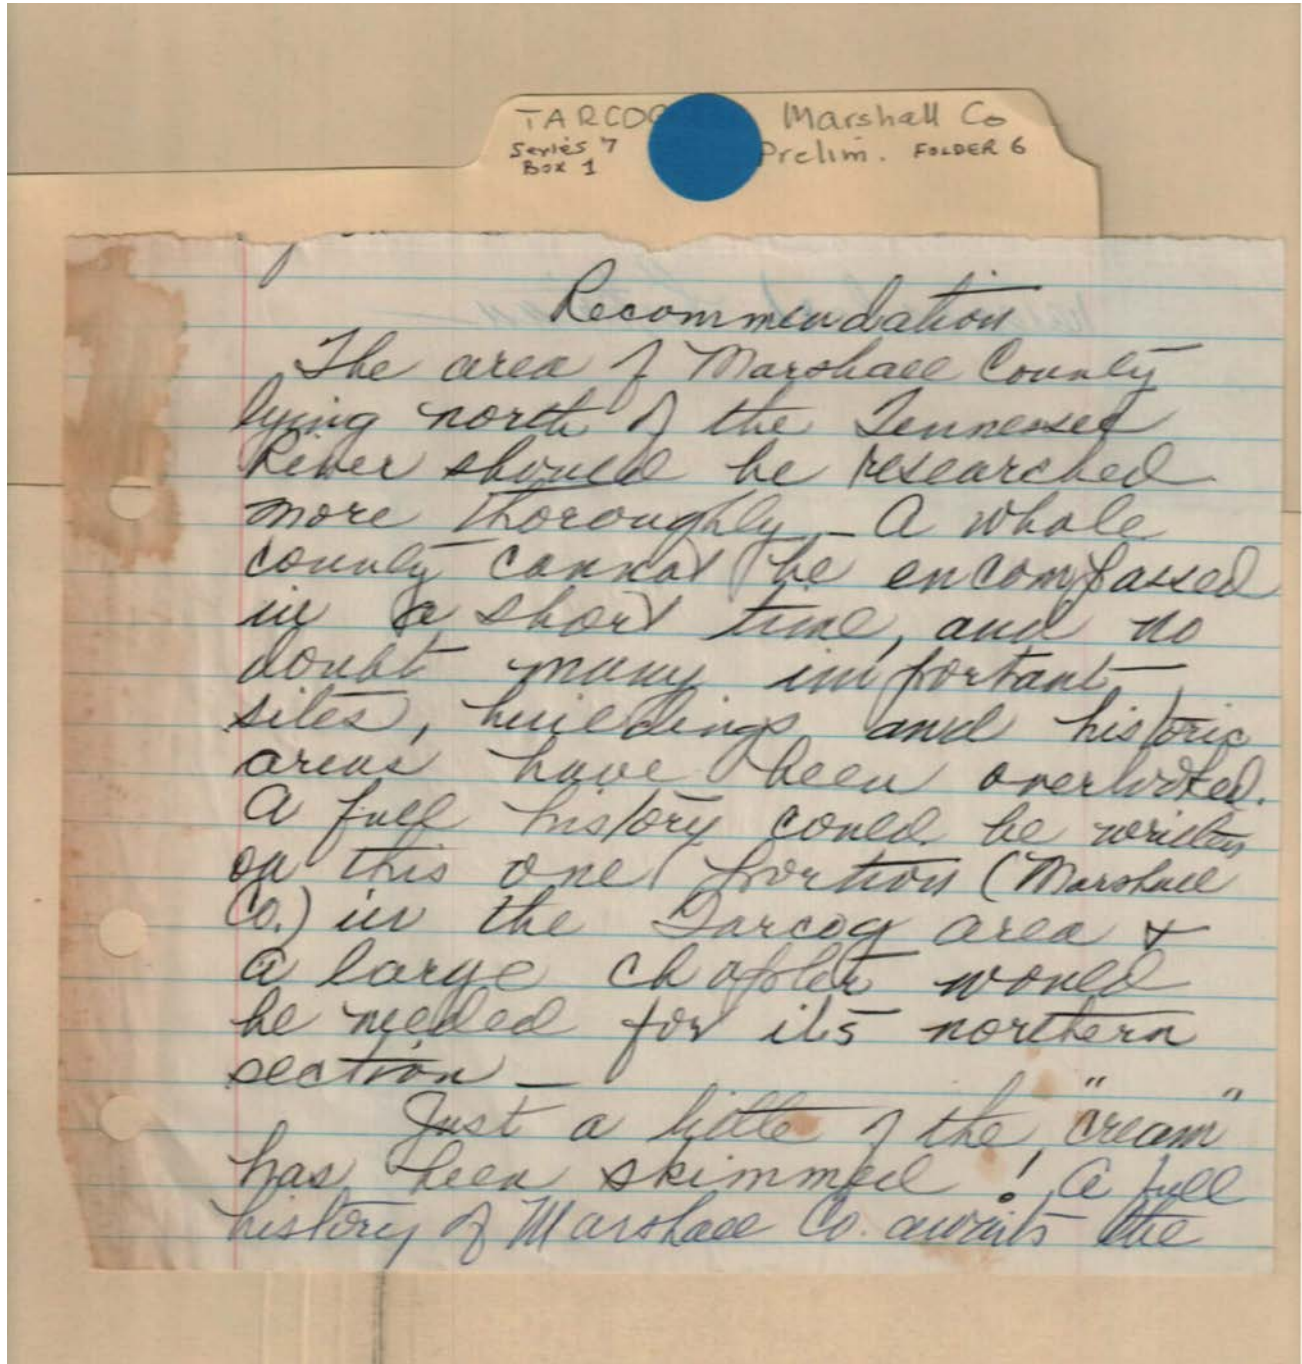 TARCOG Marshall Co
Series 7 Prelim. FOLDER 6
Box 1
Recommendation
The area of Marshall County
lying north of the Tennessee
River should be researched
more thoroughly - A whole
county cannot be encompassed
in a short time, and no
doubt many important
sites, buildings and historic
areas have been overlooked.
A full history could be written
on this one portion (Marshall
Co.) in the Tarcog area &
a large chapter would
be needed for its northern
section -
Just a little of the "cream"
has been skimmed! A full
history of Marshall Co. awaits the